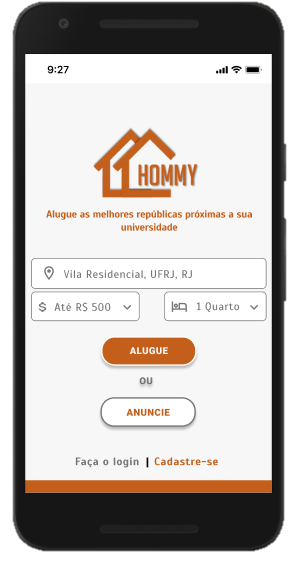 9:27
HOMMY
Alugue as melhores repúblicas próximas a sua
universidade
Vila Residencial, UFRJ, RJ
$ Até R$ 500
1 Quarto
ALUGUE
OU
ANUNCIE
Faça o login | Cadastre-se